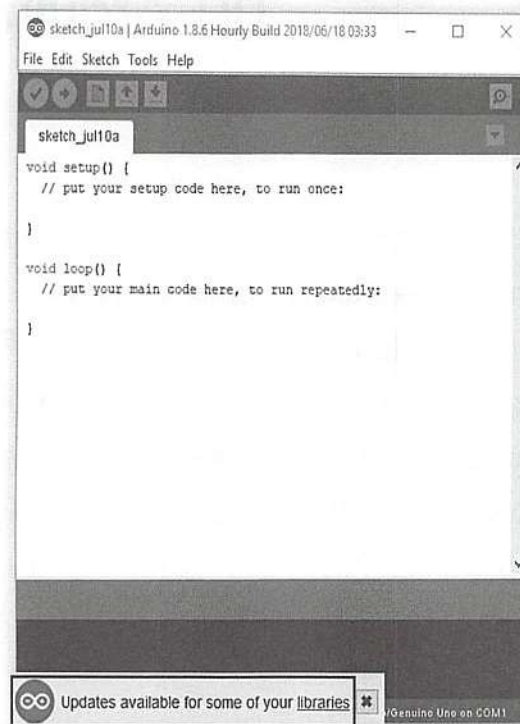 sketch_jul10a | Arduino 1.8.6 Hourly Build 2018/06/18 03:33
File Edit Sketch Tools Help
sketch_jul10a
void setup() {
// put your setup code here, to run once:
}
void loop() {
// put your main code here, to run repeatedly:
}
Updates available for some of your libraries
/Genuino Uno on COM1